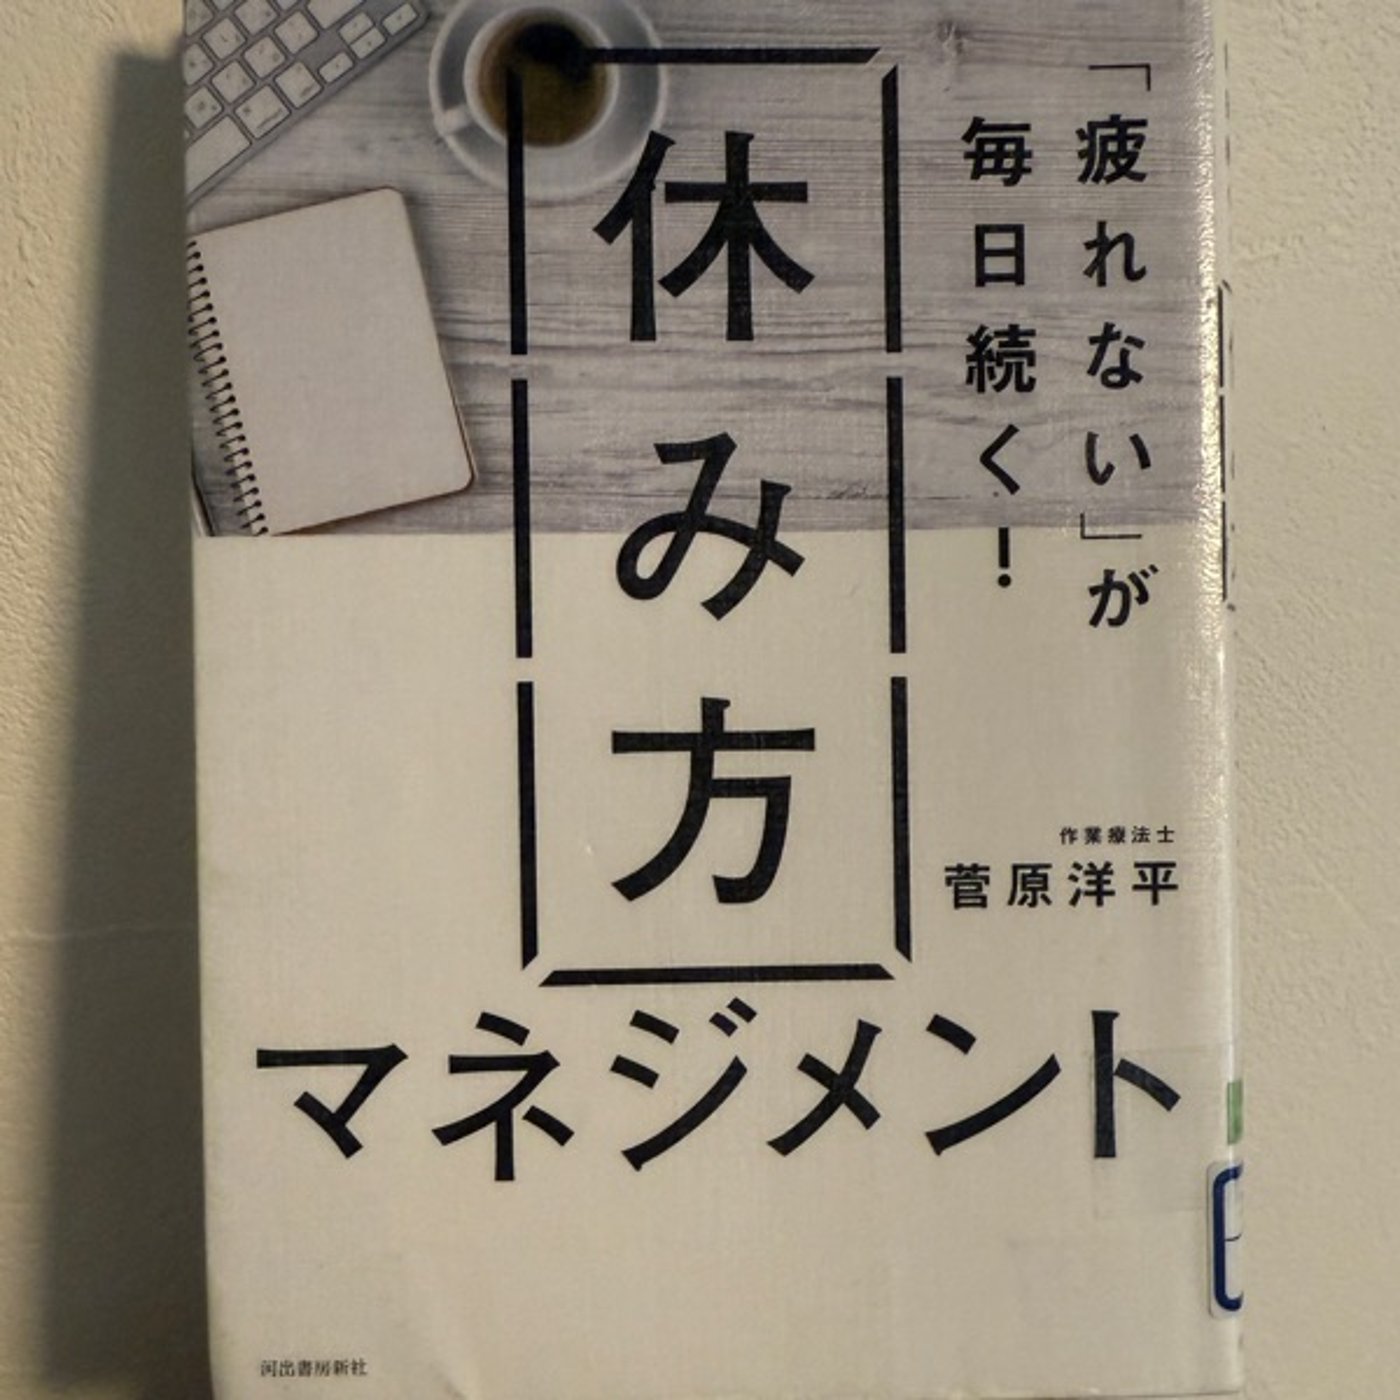 「疲れない」が
毎日続く!
休み方
マネジメント
作業療法士
菅原洋平
河出書房新社